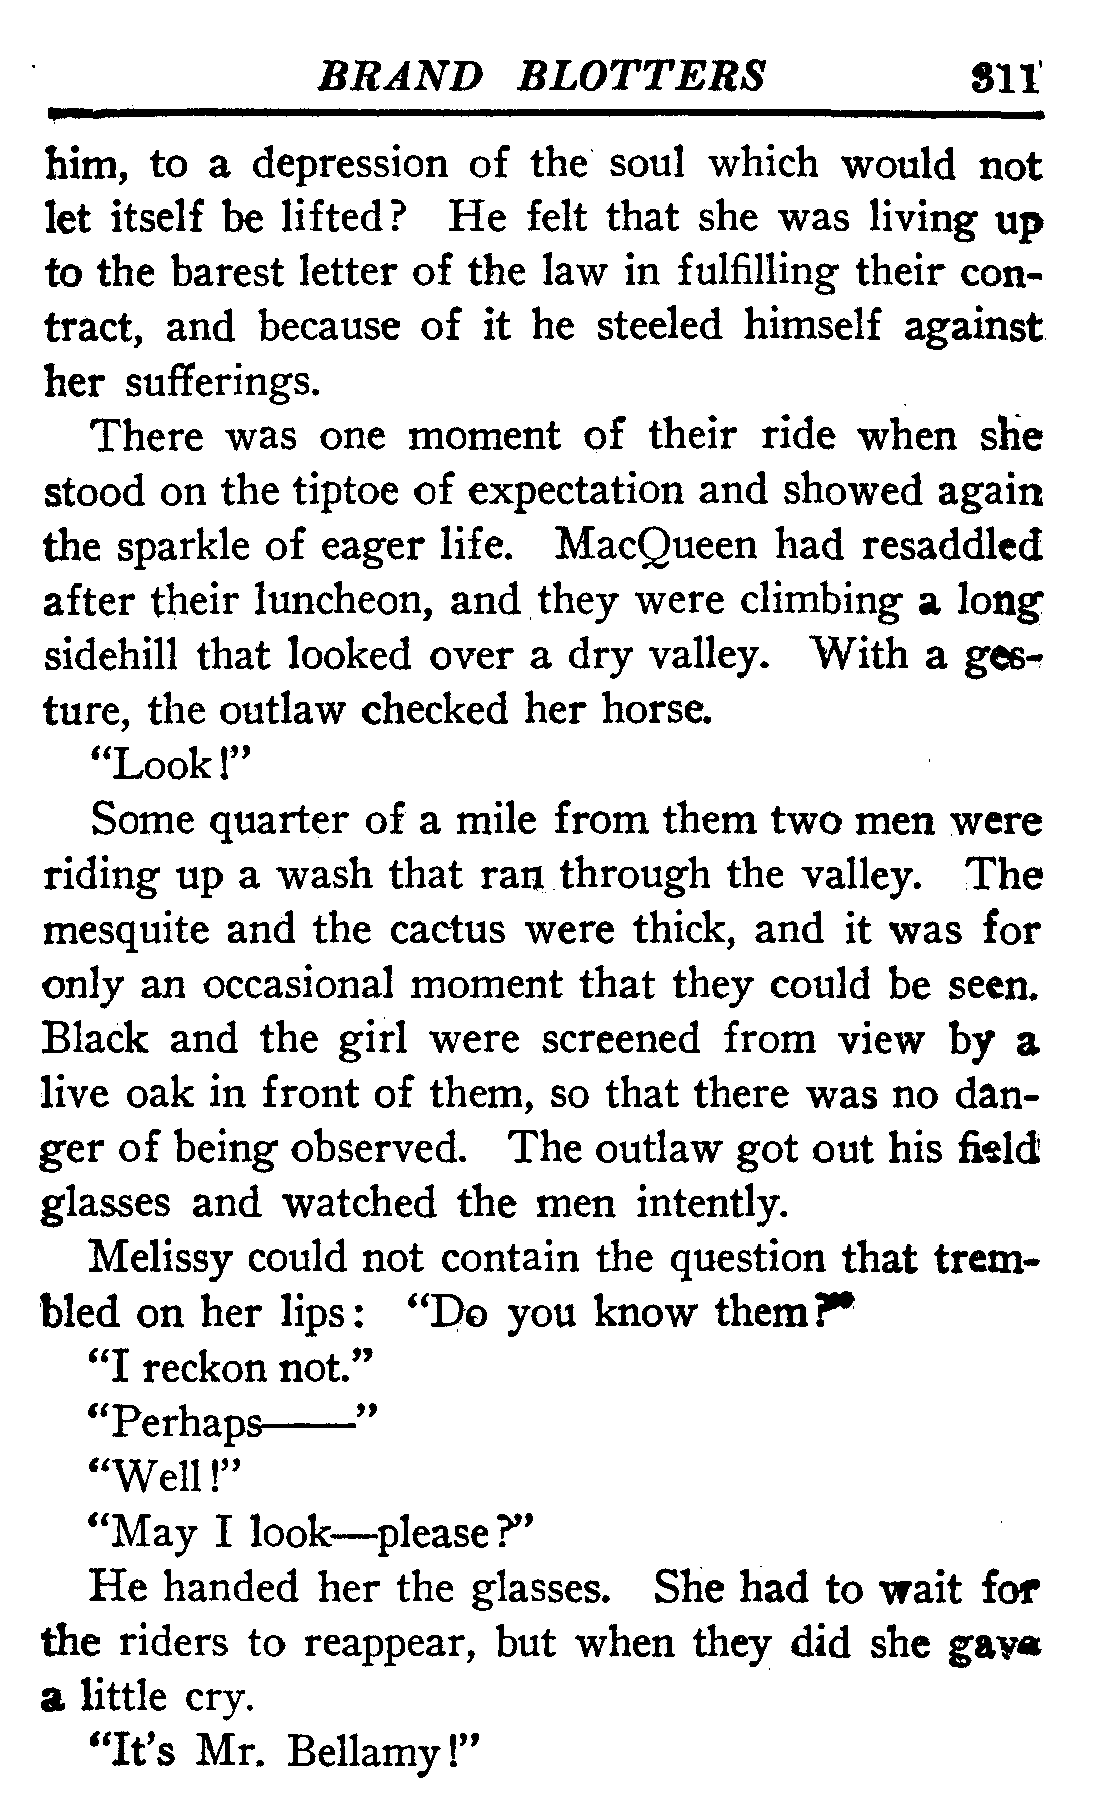 BRAND BLOTTERS 311
him, to a depression of the soul which would not
let itself be lifted? He felt that she was living up
to the barest letter of the law in fulfilling their con-
tract, and because of it he steeled himself against
her sufferings.
There was one moment of their ride when she
stood on the tiptoe of expectation and showed again
the sparkle of eager life. MacQueen had resaddled
after their luncheon, and they were climbing a long
sidehill that looked over a dry valley. With a ges-
ture, the outlaw checked her horse.
“Look!”
Some quarter of a mile from them two men were
riding up a wash that ran through the valley. The
mesquite and the cactus were thick, and it was for
only an occasional moment that they could be seen.
Black and the girl were screened from view by a
live oak in front of them, so that there was no dan-
ger of being observed. The outlaw got out his field
glasses and watched the men intently.
Melissy could not contain the question that trem-
bled on her lips: “Do you know them?”
“I reckon not.”
“Perhaps——”
“Well!”
“May I look—please?”
He handed her the glasses. She had to wait for
the riders to reappear, but when they did she gave
a little cry.
“It’s Mr. Bellamy!”